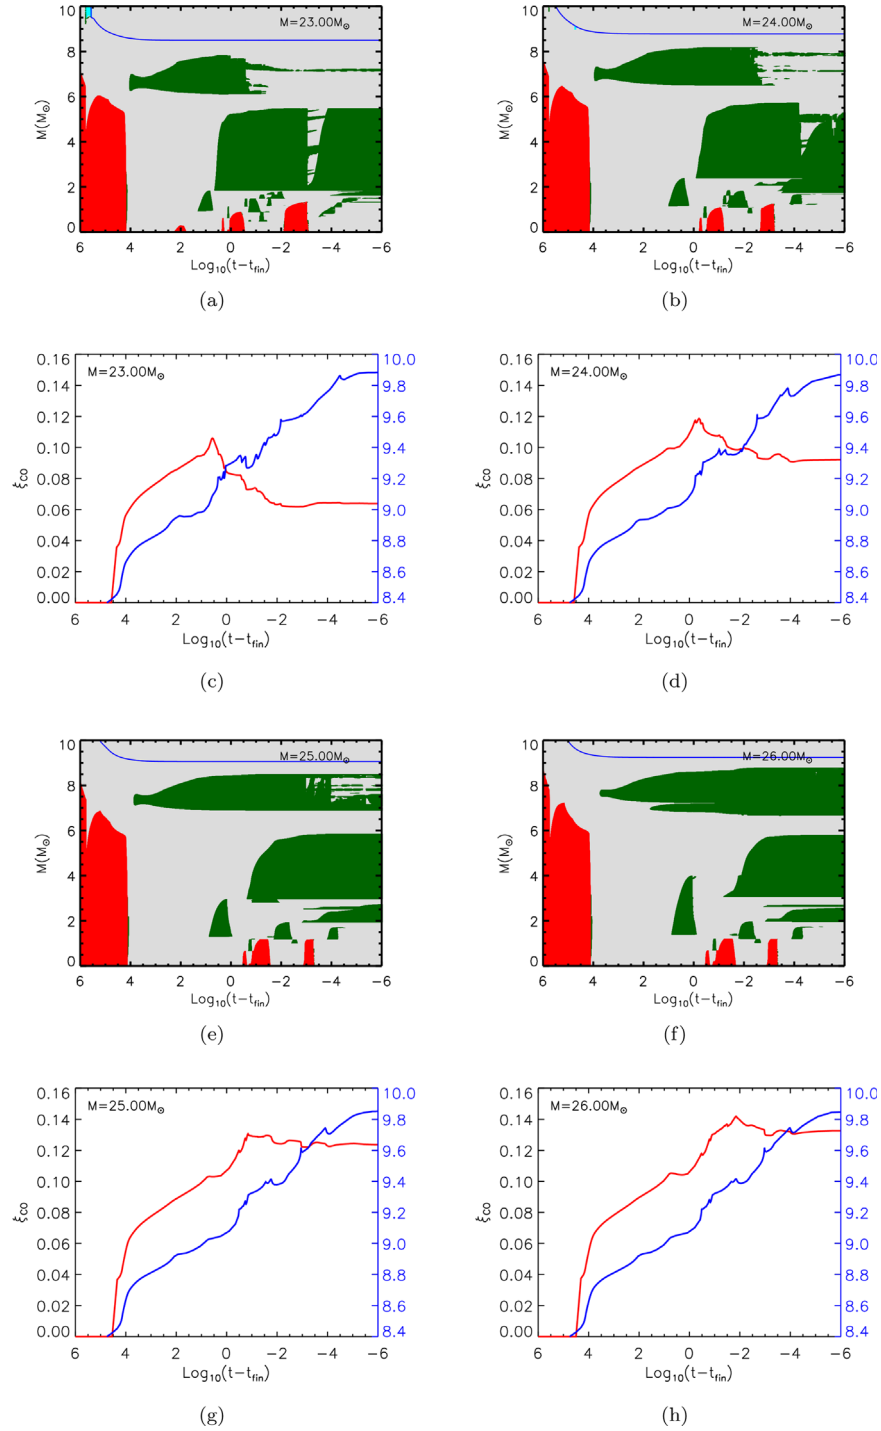 M=23.00M⊙
M(M⊙)
10
8
6
4
2
0
6 4 2 0 −2 −4 −6
Log10(t−tfin)
(a)
M=24.00M⊙
M(M⊙)
10
8
6
4
2
0
6 4 2 0 −2 −4 −6
Log10(t−tfin)
(b)
M=23.00M⊙
ξCO
0.16
0.14
0.12
0.10
0.08
0.06
0.04
0.02
0.00
10.0
9.8
9.6
9.4
9.2
9.0
8.8
8.6
8.4
6 4 2 0 −2 −4 −6
Log10(t−tfin)
(c)
M=24.00M⊙
ξCO
0.16
0.14
0.12
0.10
0.08
0.06
0.04
0.02
0.00
10.0
9.8
9.6
9.4
9.2
9.0
8.8
8.6
8.4
6 4 2 0 −2 −4 −6
Log10(t−tfin)
(d)
M=25.00M⊙
M(M⊙)
10
8
6
4
2
0
6 4 2 0 −2 −4 −6
Log10(t−tfin)
(e)
M=26.00M⊙
M(M⊙)
10
8
6
4
2
0
6 4 2 0 −2 −4 −6
Log10(t−tfin)
(f)
M=25.00M⊙
ξCO
0.16
0.14
0.12
0.10
0.08
0.06
0.04
0.02
0.00
10.0
9.8
9.6
9.4
9.2
9.0
8.8
8.6
8.4
6 4 2 0 −2 −4 −6
Log10(t−tfin)
(g)
M=26.00M⊙
ξCO
0.16
0.14
0.12
0.10
0.08
0.06
0.04
0.02
0.00
10.0
9.8
9.6
9.4
9.2
9.0
8.8
8.6
8.4
6 4 2 0 −2 −4 −6
Log10(t−tfin)
(h)